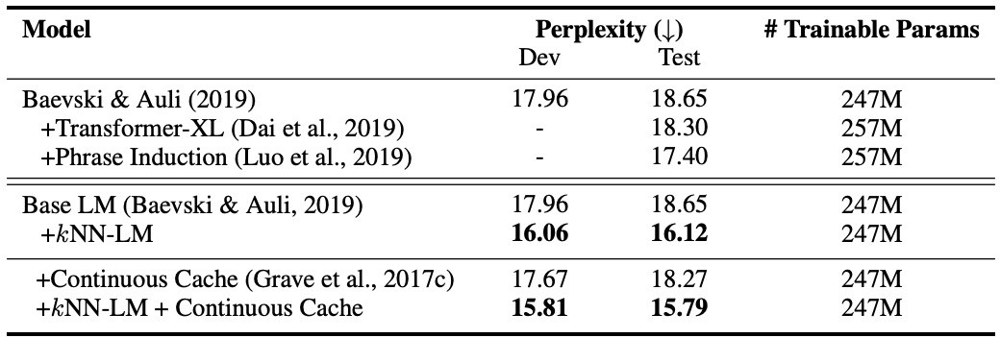 Model Perplexity (↓) # Trainable Params
Dev Test
Baevski & Auli (2019) 17.96 18.65 247M
+Transformer-XL (Dai et al., 2019) - 18.30 257M
+Phrase Induction (Luo et al., 2019) - 17.40 257M
Base LM (Baevski & Auli, 2019) 17.96 18.65 247M
+kNN-LM 16.06 16.12 247M
+Continuous Cache (Grave et al., 2017c) 17.67 18.27 247M
+kNN-LM + Continuous Cache 15.81 15.79 247M